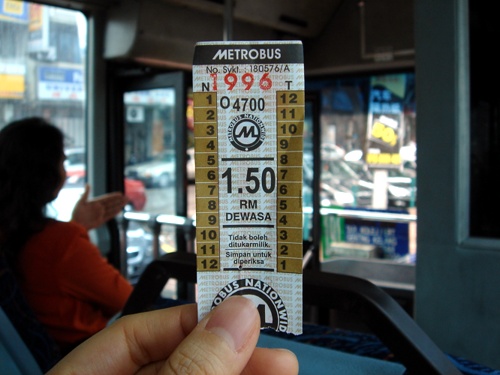 METROBUS
No. Sykt. : 180576/A
N 1996 T
1 O 4700 12
2 11
3 METROBUS NATIONWIDE 10
4 M 9
5 8
6 7
7 1.50 6
8 RM 5
9 DEWASA 4
10 Tidak boleh 3
ditukarmilik.
11 Simpan untuk 2
12 diperiksa 1